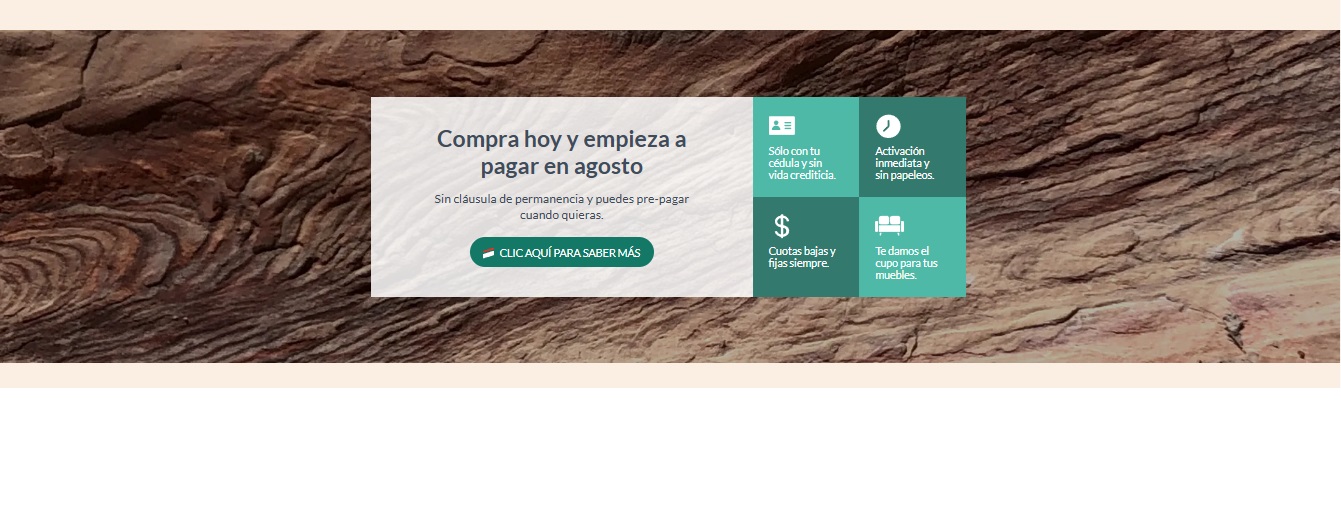 Compra hoy y empieza a
pagar en agosto
Sin cláusula de permanencia y puedes pre-pagar
cuando quieras.
CLIC AQUÍ PARA SABER MÁS
Sólo con tu
cédula y sin
vida crediticia.
Activación
inmediata y
sin papeleos.
Cuotas bajas y
fijas siempre.
Te damos el
cupo para tus
muebles.